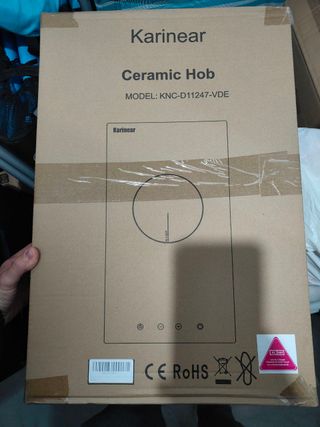 Karinear
Ceramic Hob
MODEL: KNC-D11247-VDE
Karinear
CE RoHS